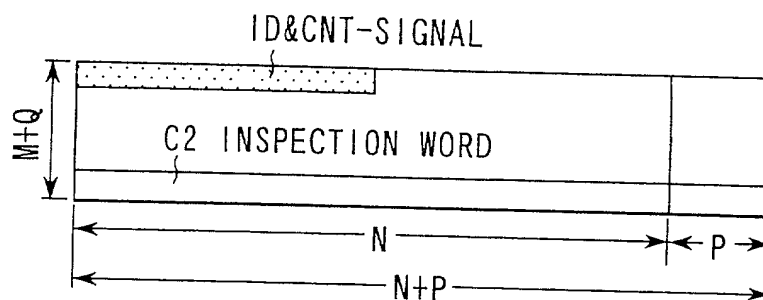 ID&CNT-SIGNAL
M+Q
C2 INSPECTION WORD
N
P
N+P